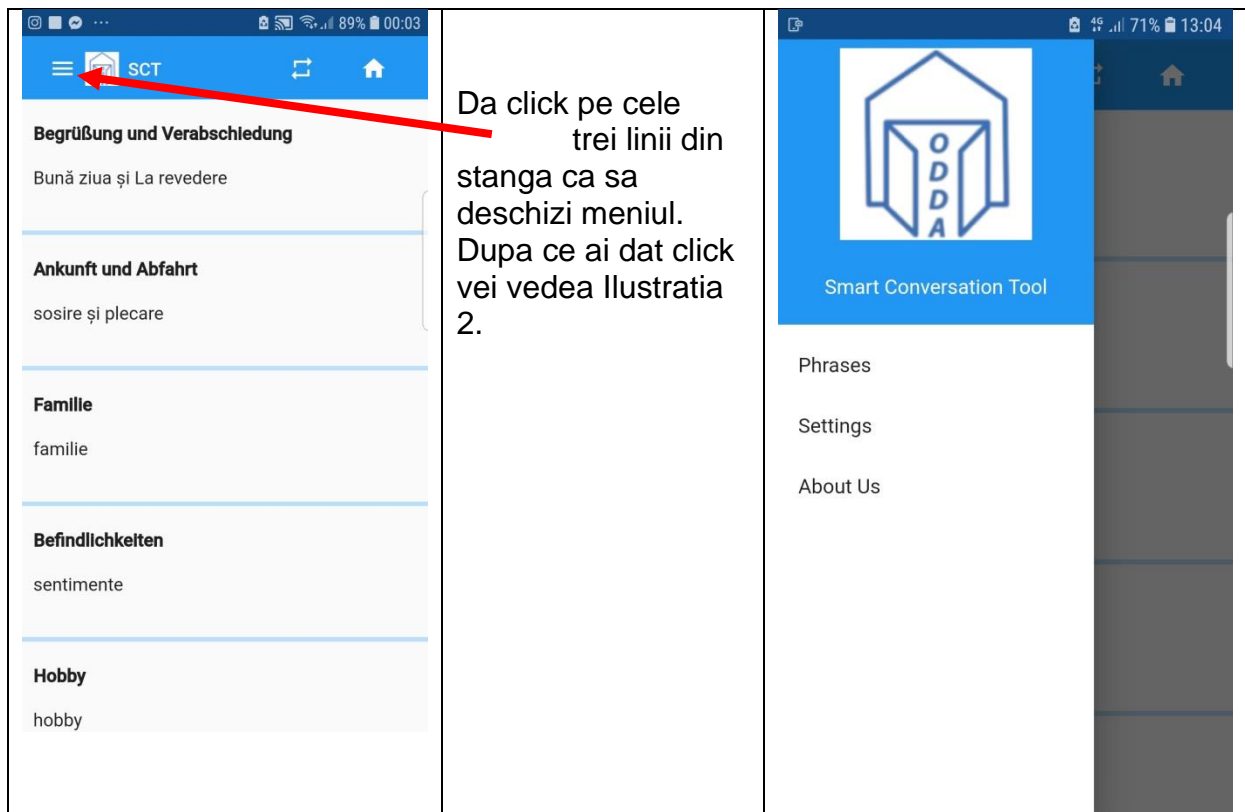 89% 00:03
SCT
Begrüßung und Verabschiedung
Bună ziua și La revedere
Ankunft und Abfahrt
sosire și plecare
Familie
familie
Befindlichkeiten
sentimente
Hobby
hobby
Da click pe cele
trei linii din
stanga ca sa
deschizi meniul.
Dupa ce ai dat click
vei vedea Ilustratia
2.
4G 71% 13:04
O
D
D
A
Smart Conversation Tool
Phrases
Settings
About Us